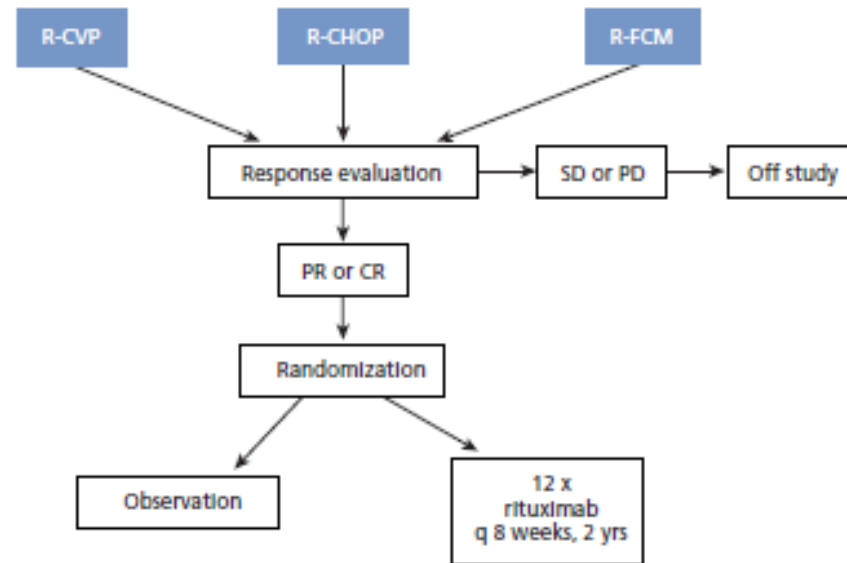 R-CVP
R-CHOP
R-FCM
Response evaluation
SD or PD
Off study
PR or CR
Randomization
Observation
12 x
rituximab
q 8 weeks, 2 yrs